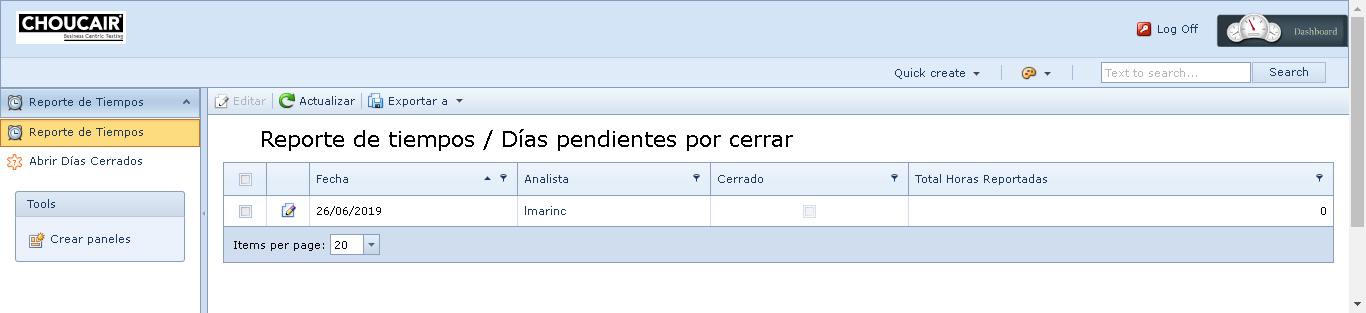 CHOUCAIR
Business Centric Testing
Log Off
Dashboard
Quick create
Text to search...
Search
Reporte de Tiempos
Editar
Actualizar
Exportar a
Reporte de Tiempos
Abrir Días Cerrados
Tools
Crear paneles
Reporte de tiempos / Días pendientes por cerrar
Fecha Analista Cerrado Total Horas Reportadas
26/06/2019 lmarinc 0
Items per page: 20